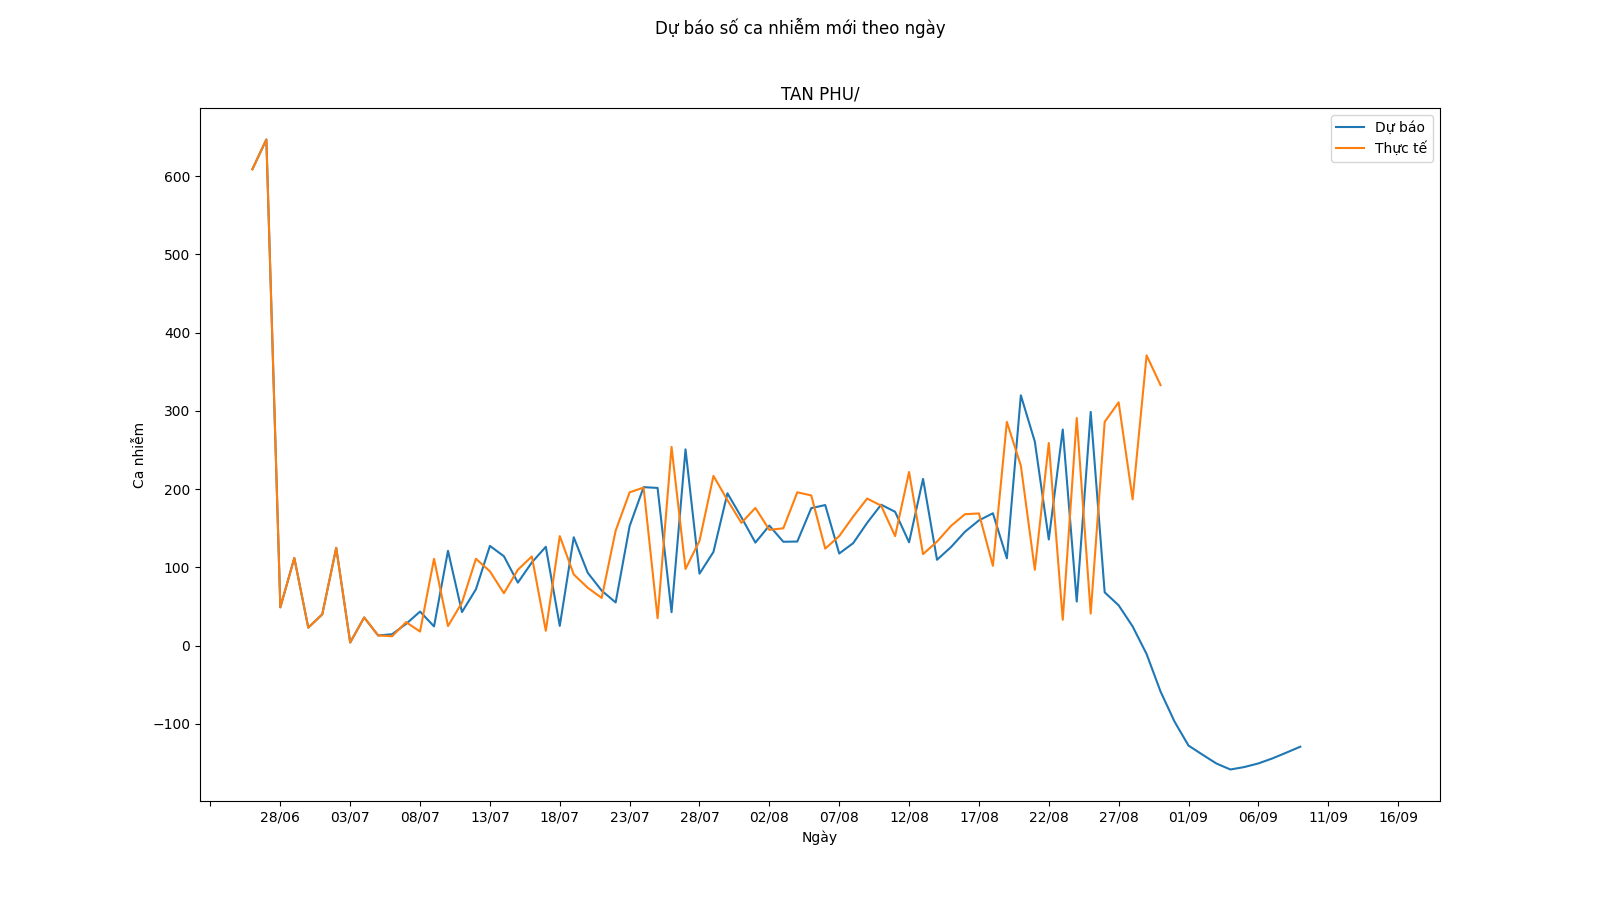 Dự báo số ca nhiễm mới theo ngày
TAN PHU/
Dự báo
Thực tế
600
500
400
300
200
100
0
−100
Ca nhiễm
28/06 03/07 08/07 13/07 18/07 23/07 28/07 02/08 07/08 12/08 17/08 22/08 27/08 01/09 06/09 11/09 16/09
Ngày